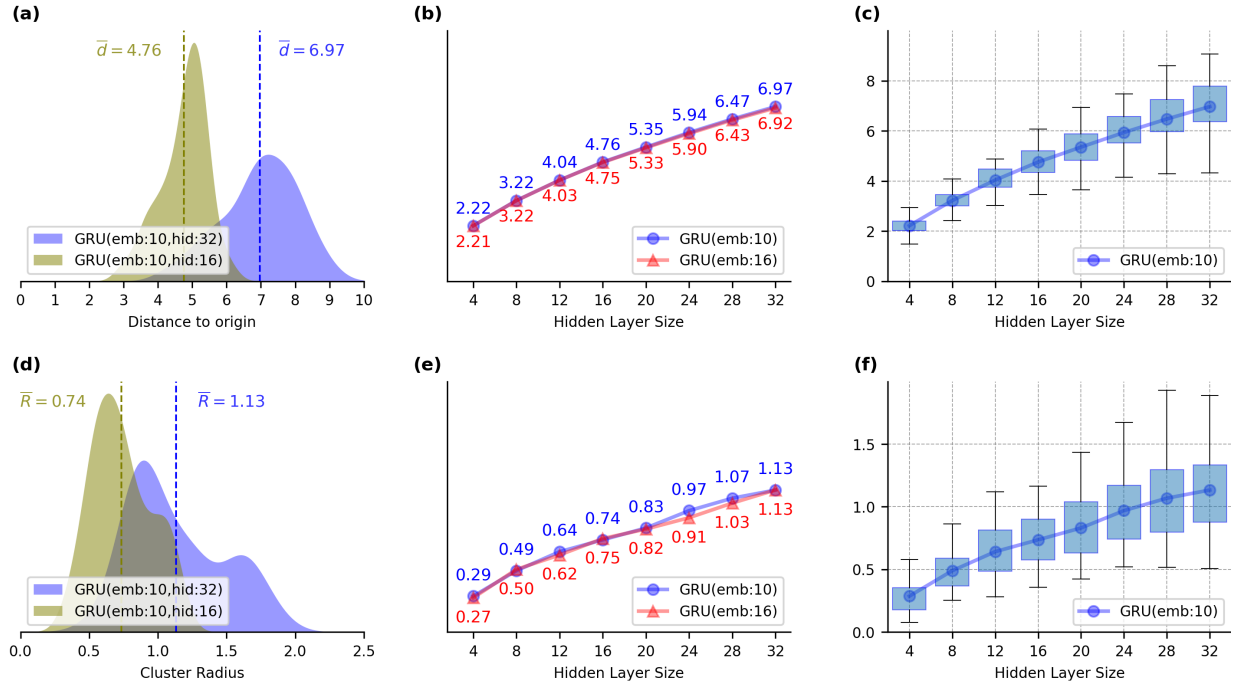 (a)
d̅ = 4.76
d̅ = 6.97
GRU(emb:10,hid:32)
GRU(emb:10,hid:16)
0 1 2 3 4 5 6 7 8 9 10
Distance to origin
(b)
2.22 3.22 4.04 4.76 5.35 5.94 6.47 6.97
2.21 3.22 4.03 4.75 5.33 5.90 6.43 6.92
GRU(emb:10)
GRU(emb:16)
4 8 12 16 20 24 28 32
Hidden Layer Size
(c)
8
6
4
2
0
GRU(emb:10)
4 8 12 16 20 24 28 32
Hidden Layer Size
(d)
R̅ = 0.74
R̅ = 1.13
GRU(emb:10,hid:32)
GRU(emb:10,hid:16)
0.0 0.5 1.0 1.5 2.0 2.5
Cluster Radius
(e)
0.29 0.49 0.64 0.74 0.83 0.97 1.07 1.13
0.27 0.50 0.62 0.75 0.82 0.91 1.03 1.13
GRU(emb:10)
GRU(emb:16)
4 8 12 16 20 24 28 32
Hidden Layer Size
(f)
1.5
1.0
0.5
0.0
GRU(emb:10)
4 8 12 16 20 24 28 32
Hidden Layer Size